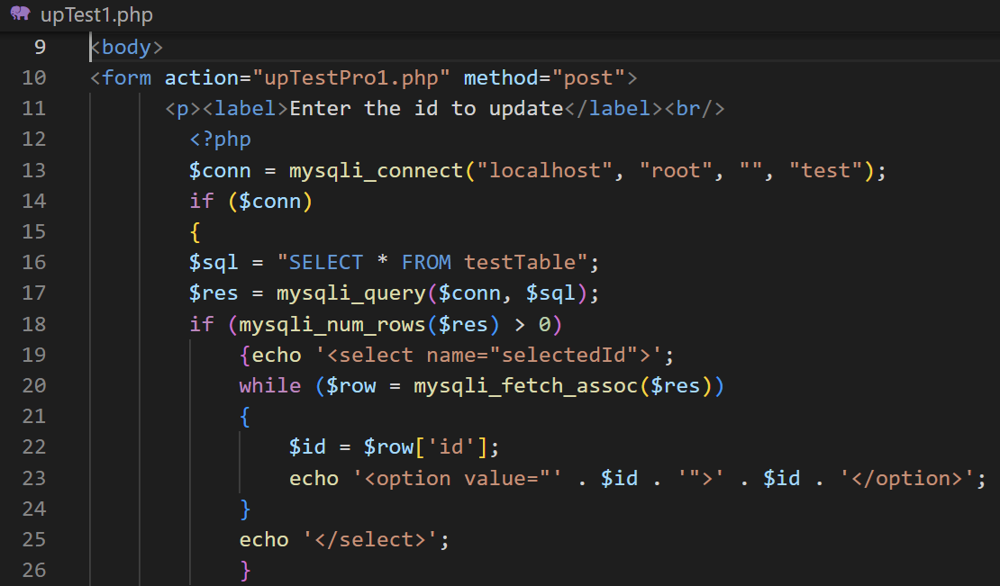 upTest1.php
9 <body>
10 <form action="upTestPro1.php" method="post">
11 <p><label>Enter the id to update</label><br/>
12 <?php
13 $conn = mysqli_connect("localhost", "root", "", "test");
14 if ($conn)
15 {
16 $sql = "SELECT * FROM testTable";
17 $res = mysqli_query($conn, $sql);
18 if (mysqli_num_rows($res) > 0)
19 {echo '<select name="selectedId">';
20 while ($row = mysqli_fetch_assoc($res))
21 {
22 $id = $row['id'];
23 echo '<option value="' . $id . '">' . $id . '</option>';
24 }
25 echo '</select>';
26 }